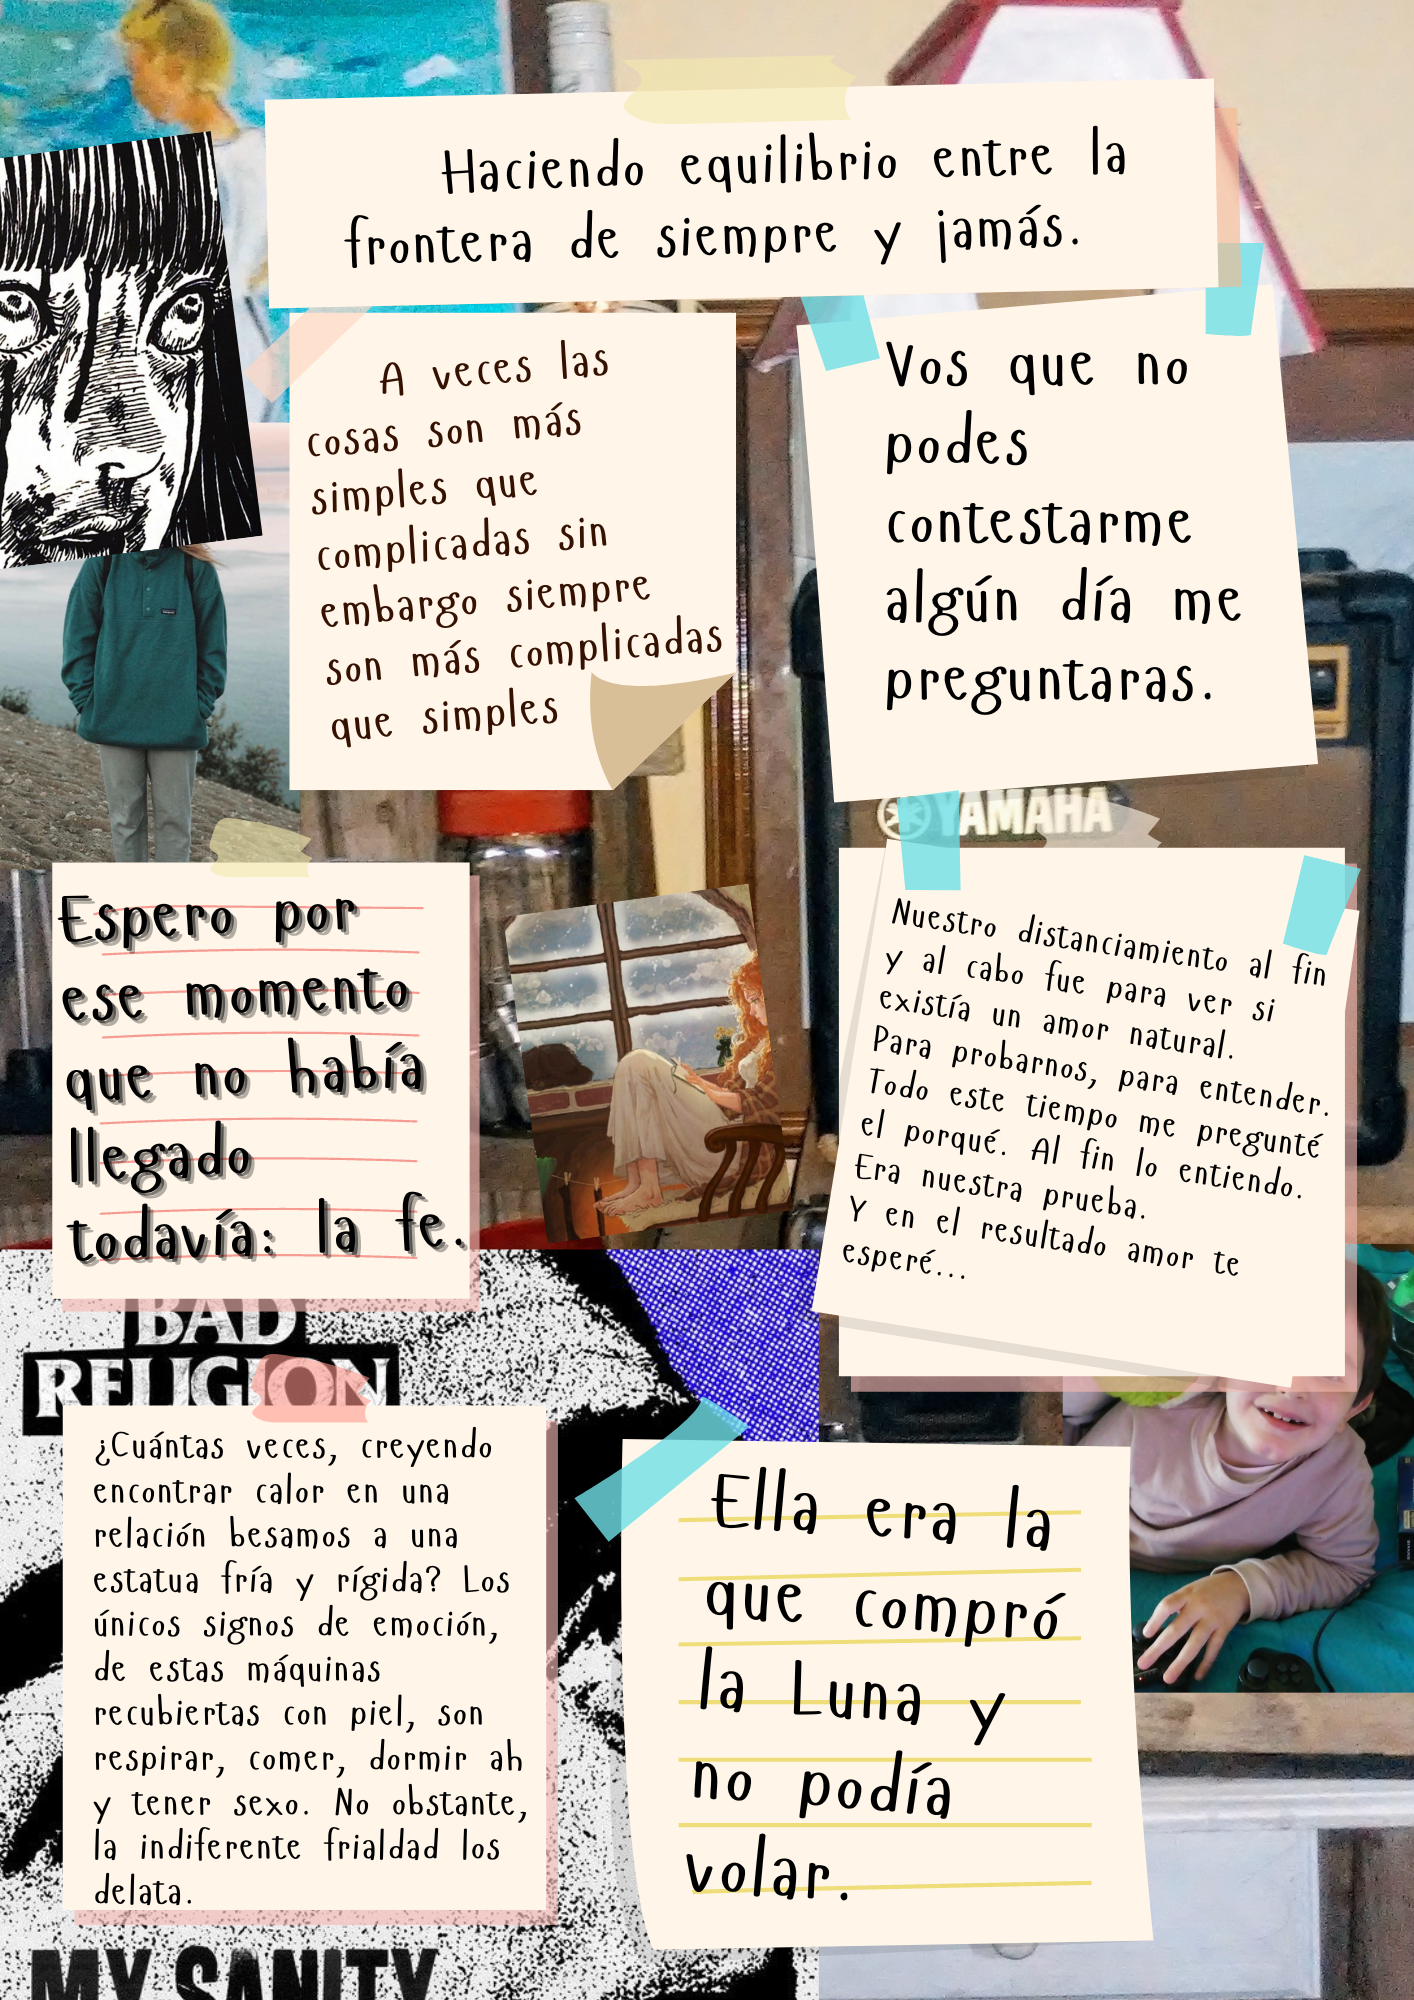 Haciendo equilibrio entre la
frontera de siempre y jamás.
A veces las
cosas son más
simples que
complicadas sin
embargo siempre
son más complicadas
que simples
Vos que no
podes
contestarme
algún día me
preguntaras.
YAMAHA
Espero por
ese momento
que no había
llegado
todavía: la fe.
Nuestro distanciamiento al fin
y al cabo fue para ver si
existía un amor natural.
Para probarnos, para entender.
Todo este tiempo me pregunté
el porqué. Al fin lo entiendo.
Era nuestra prueba.
Y en el resultado amor te
esperé...
BAD
RELIGION
¿Cuántas veces, creyendo
encontrar calor en una
relación besamos a una
estatua fría y rígida? Los
únicos signos de emoción,
de estas máquinas
recubiertas con piel, son
respirar, comer, dormir ah
y tener sexo. No obstante,
la indiferente frialdad los
delata.
Ella era la
que compró
la Luna y
no podía
volar.
MY SANITY